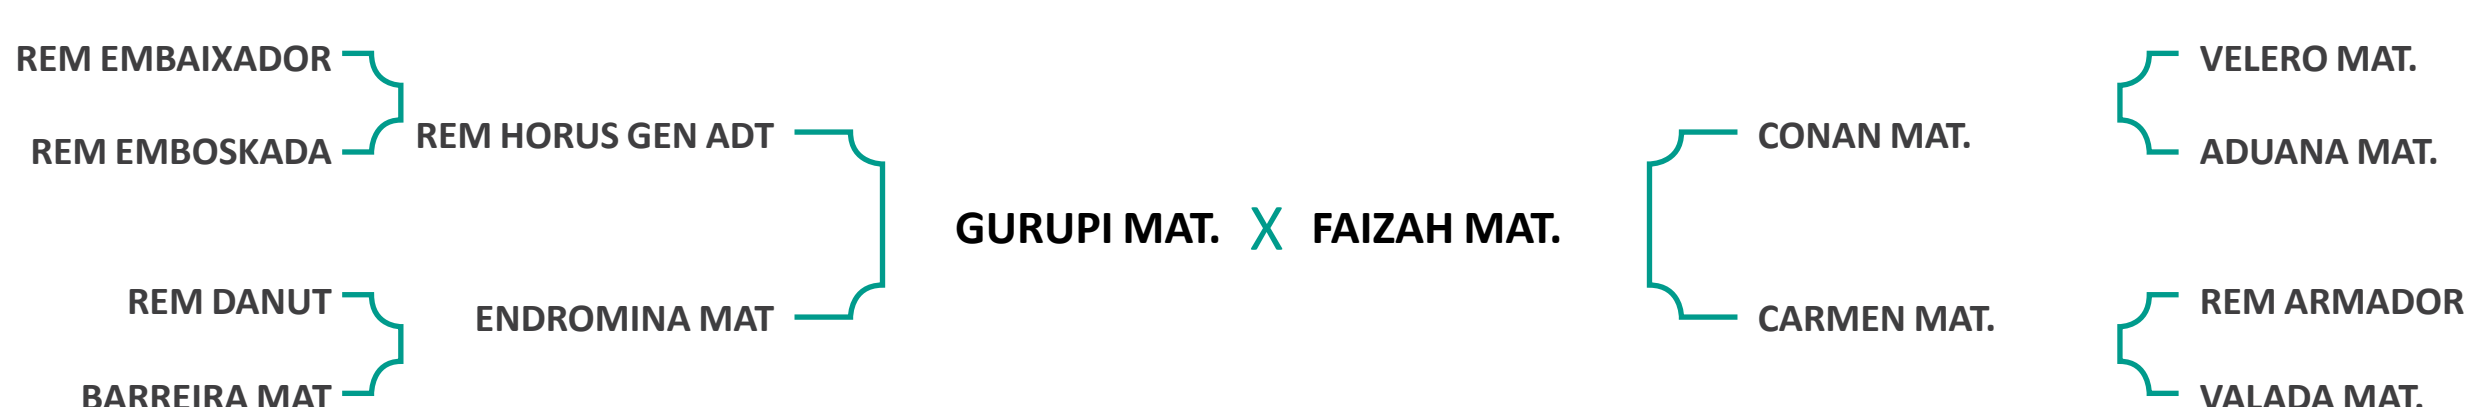 REM EMBAIXADOR
REM EMBOSKADA
REM HORUS GEN ADT
REM DANUT
BARREIRA MAT
ENDROMINA MAT
GURUPI MAT. X FAIZAH MAT.
CONAN MAT.
CARMEN MAT.
VELERO MAT.
ADUANA MAT.
REM ARMADOR
VALADA MAT.